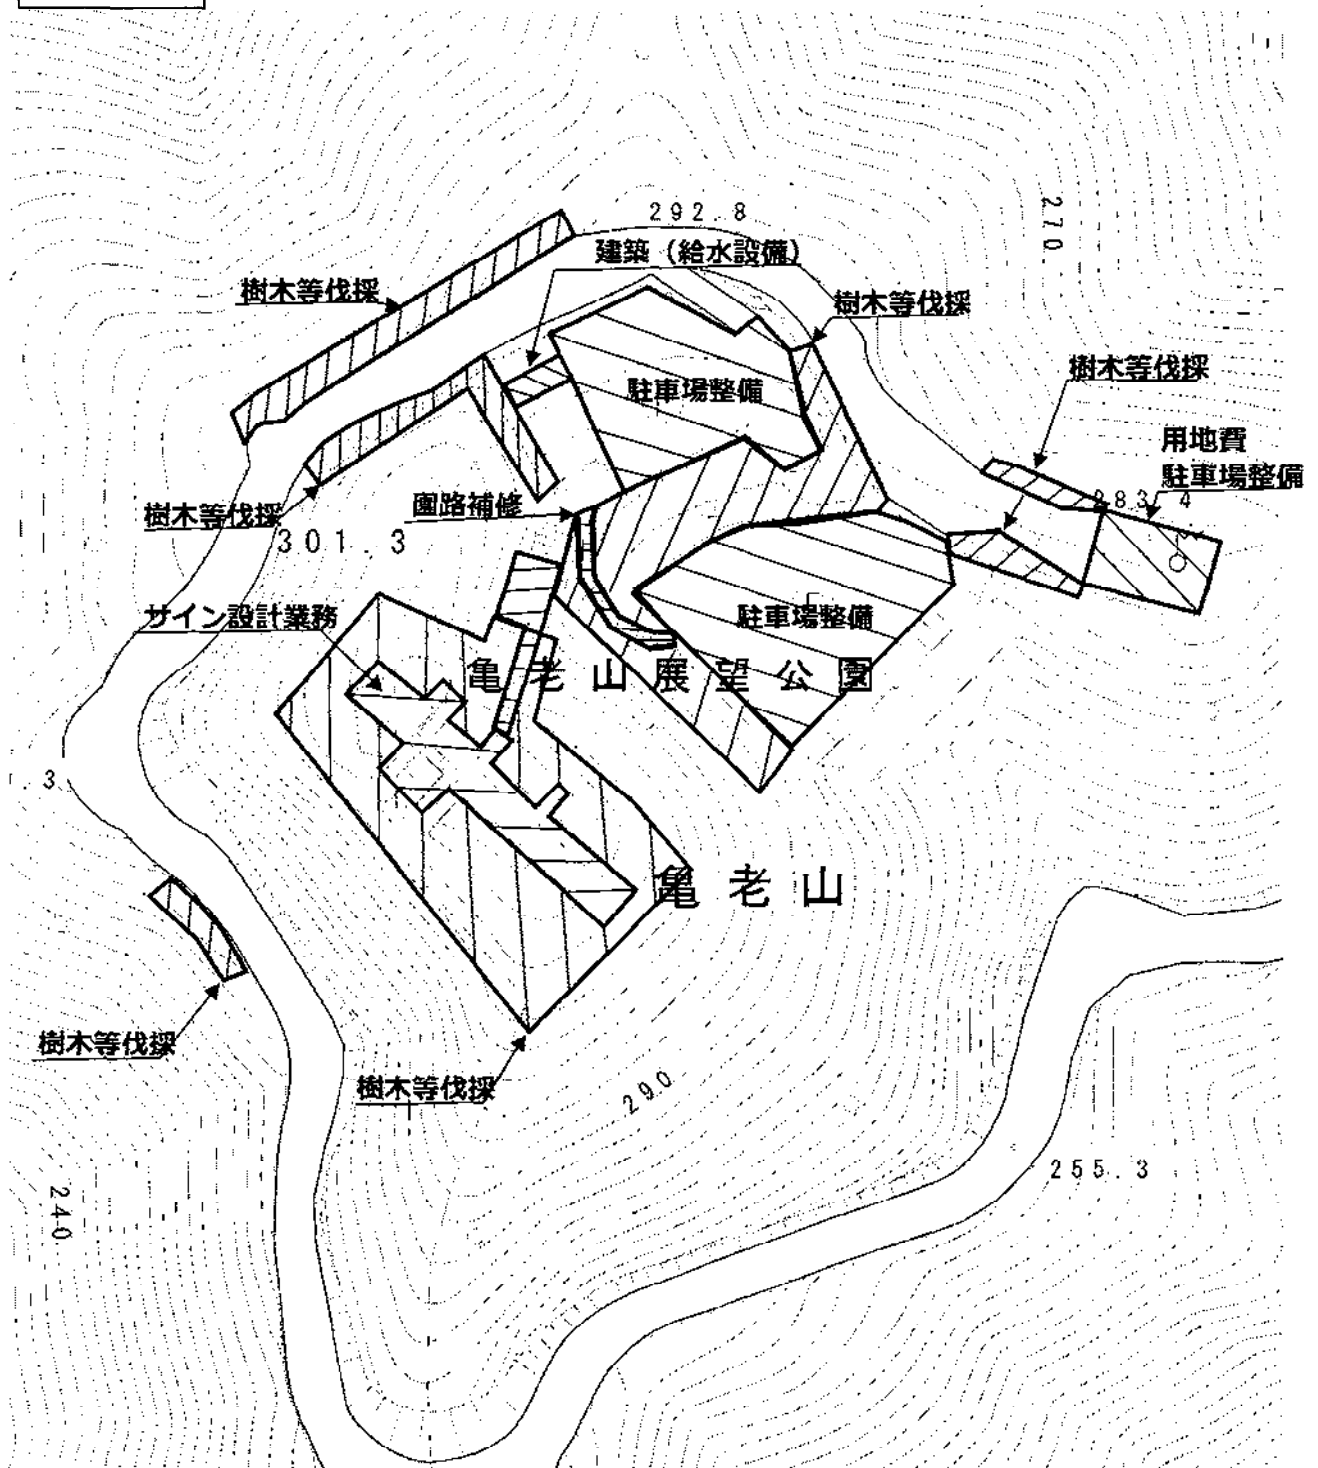 292.8
270.
建築（給水設備）
樹木等伐採
樹木等伐採
樹木等伐採
駐車場整備
用地費
駐車場整備
283.4
園路補修
樹木等伐採
301.3
サイン設計業務
駐車場整備
亀老山展望公園
.3
亀老山
樹木等伐採
樹木等伐採
290
255.3
240.